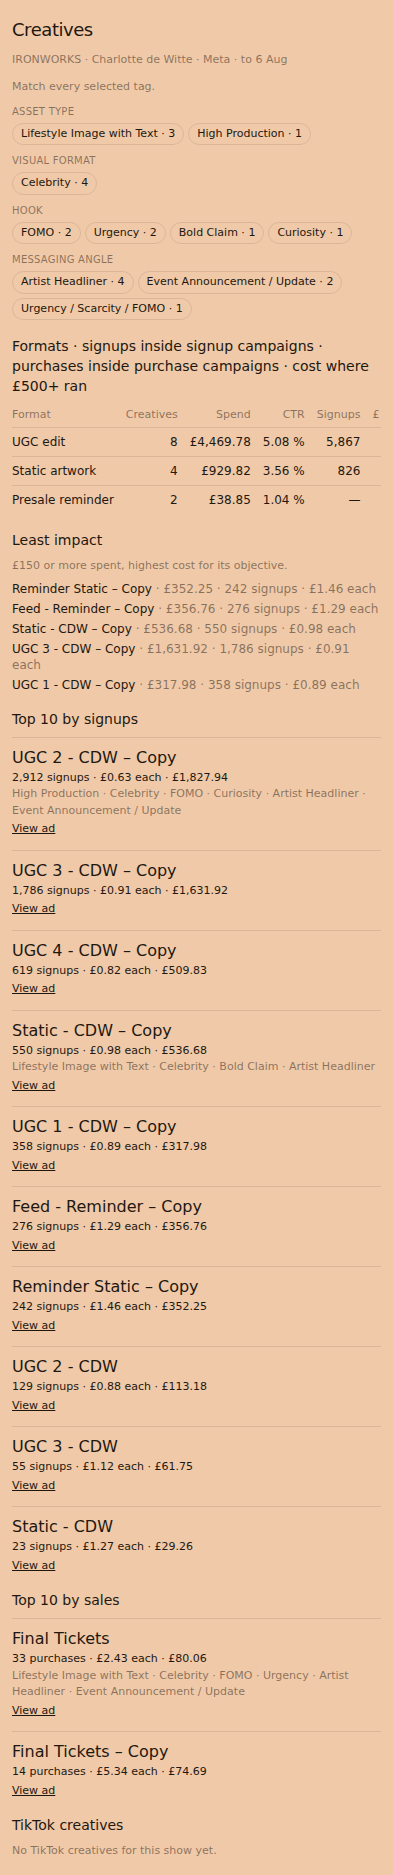 Creatives
IRONWORKS · Charlotte de Witte · Meta · to 6 Aug
Match every selected tag.
ASSET TYPE
Lifestyle Image with Text · 3 High Production · 1
VISUAL FORMAT
Celebrity · 4
HOOK
FOMO · 2 Urgency · 2 Bold Claim · 1 Curiosity · 1
MESSAGING ANGLE
Artist Headliner · 4 Event Announcement / Update · 2
Urgency / Scarcity / FOMO · 1
Formats · signups inside signup campaigns ·
purchases inside purchase campaigns · cost where
£500+ ran
Format Creatives Spend CTR Signups £
UGC edit 8 £4,469.78 5.08 % 5,867
Static artwork 4 £929.82 3.56 % 826
Presale reminder 2 £38.85 1.04 % —
Least impact
£150 or more spent, highest cost for its objective.
Reminder Static – Copy · £352.25 · 242 signups · £1.46 each
Feed - Reminder – Copy · £356.76 · 276 signups · £1.29 each
Static - CDW – Copy · £536.68 · 550 signups · £0.98 each
UGC 3 - CDW – Copy · £1,631.92 · 1,786 signups · £0.91
each
UGC 1 - CDW – Copy · £317.98 · 358 signups · £0.89 each
Top 10 by signups
UGC 2 - CDW – Copy
2,912 signups · £0.63 each · £1,827.94
High Production · Celebrity · FOMO · Curiosity · Artist Headliner ·
Event Announcement / Update
View ad
UGC 3 - CDW – Copy
1,786 signups · £0.91 each · £1,631.92
View ad
UGC 4 - CDW – Copy
619 signups · £0.82 each · £509.83
View ad
Static - CDW – Copy
550 signups · £0.98 each · £536.68
Lifestyle Image with Text · Celebrity · Bold Claim · Artist Headliner
View ad
UGC 1 - CDW – Copy
358 signups · £0.89 each · £317.98
View ad
Feed - Reminder – Copy
276 signups · £1.29 each · £356.76
View ad
Reminder Static – Copy
242 signups · £1.46 each · £352.25
View ad
UGC 2 - CDW
129 signups · £0.88 each · £113.18
View ad
UGC 3 - CDW
55 signups · £1.12 each · £61.75
View ad
Static - CDW
23 signups · £1.27 each · £29.26
View ad
Top 10 by sales
Final Tickets
33 purchases · £2.43 each · £80.06
Lifestyle Image with Text · Celebrity · FOMO · Urgency · Artist
Headliner · Event Announcement / Update
View ad
Final Tickets – Copy
14 purchases · £5.34 each · £74.69
View ad
TikTok creatives
No TikTok creatives for this show yet.